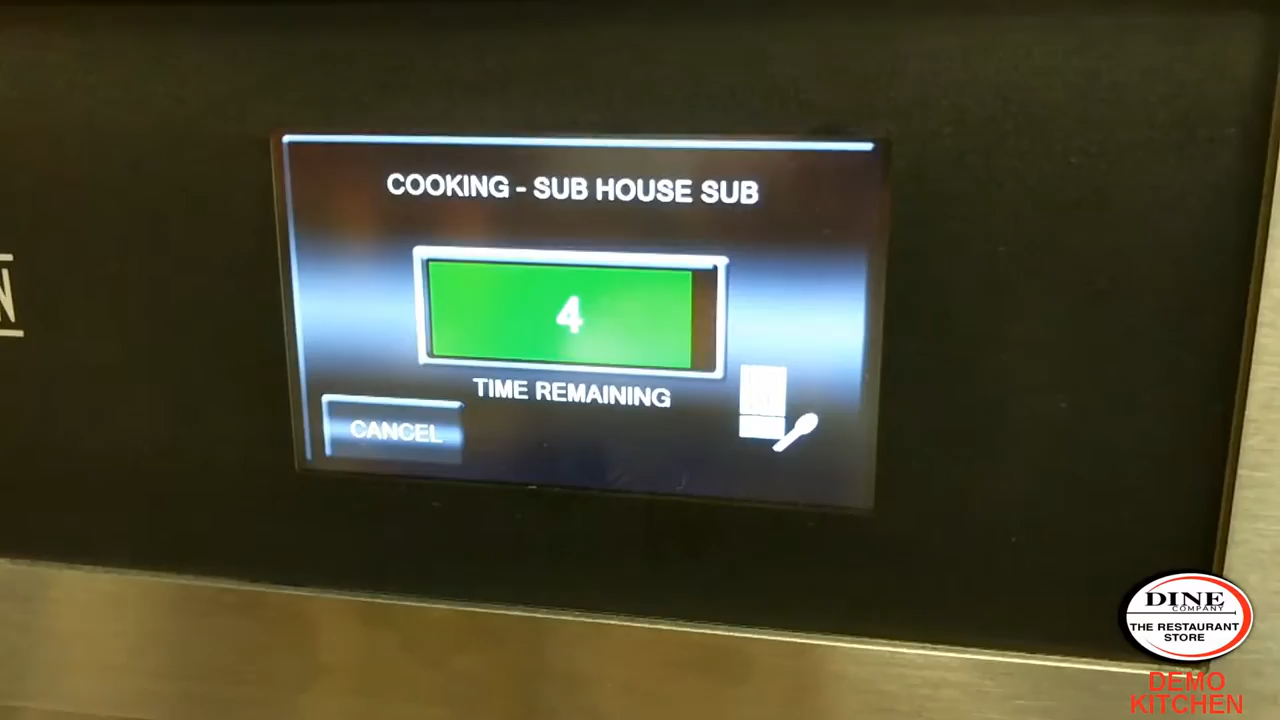 COOKING - SUB HOUSE SUB
4
TIME REMAINING
CANCEL
N
DINE
COMPANY
THE RESTAURANT
STORE
DEMO
KITCHEN